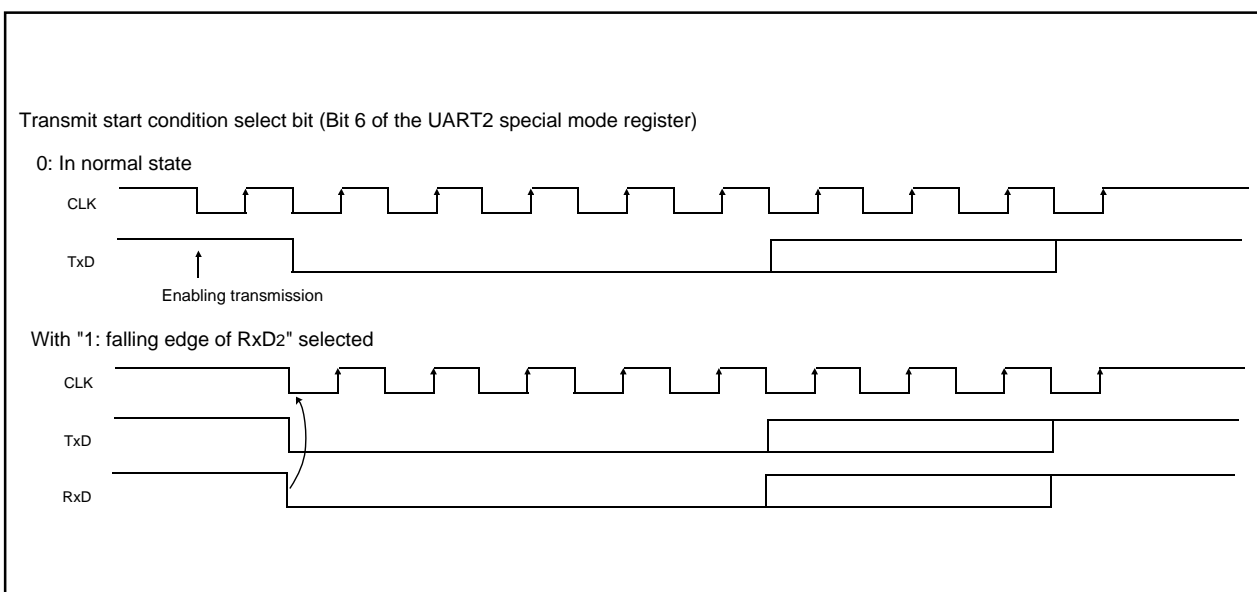 Transmit start condition select bit (Bit 6 of the UART2 special mode register)
0: In normal state
CLK
TxD
Enabling transmission
With "1: falling edge of RxD2" selected
CLK
TxD
RxD